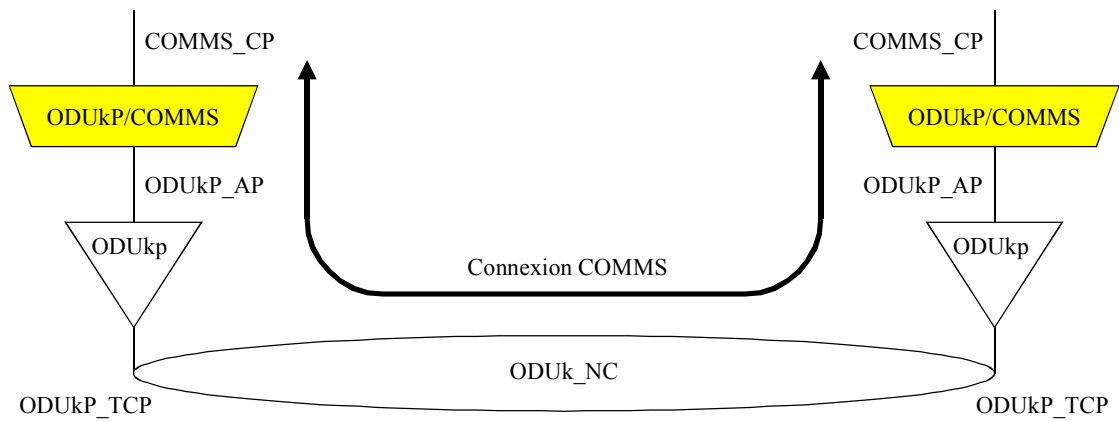 COMMS_CP
COMMS_CP
ODUkP/COMMS
ODUkP/COMMS
ODUkP_AP
ODUkP_AP
ODUkp
ODUkp
Connexion COMMS
ODUk_NC
ODUkP_TCP
ODUkP_TCP